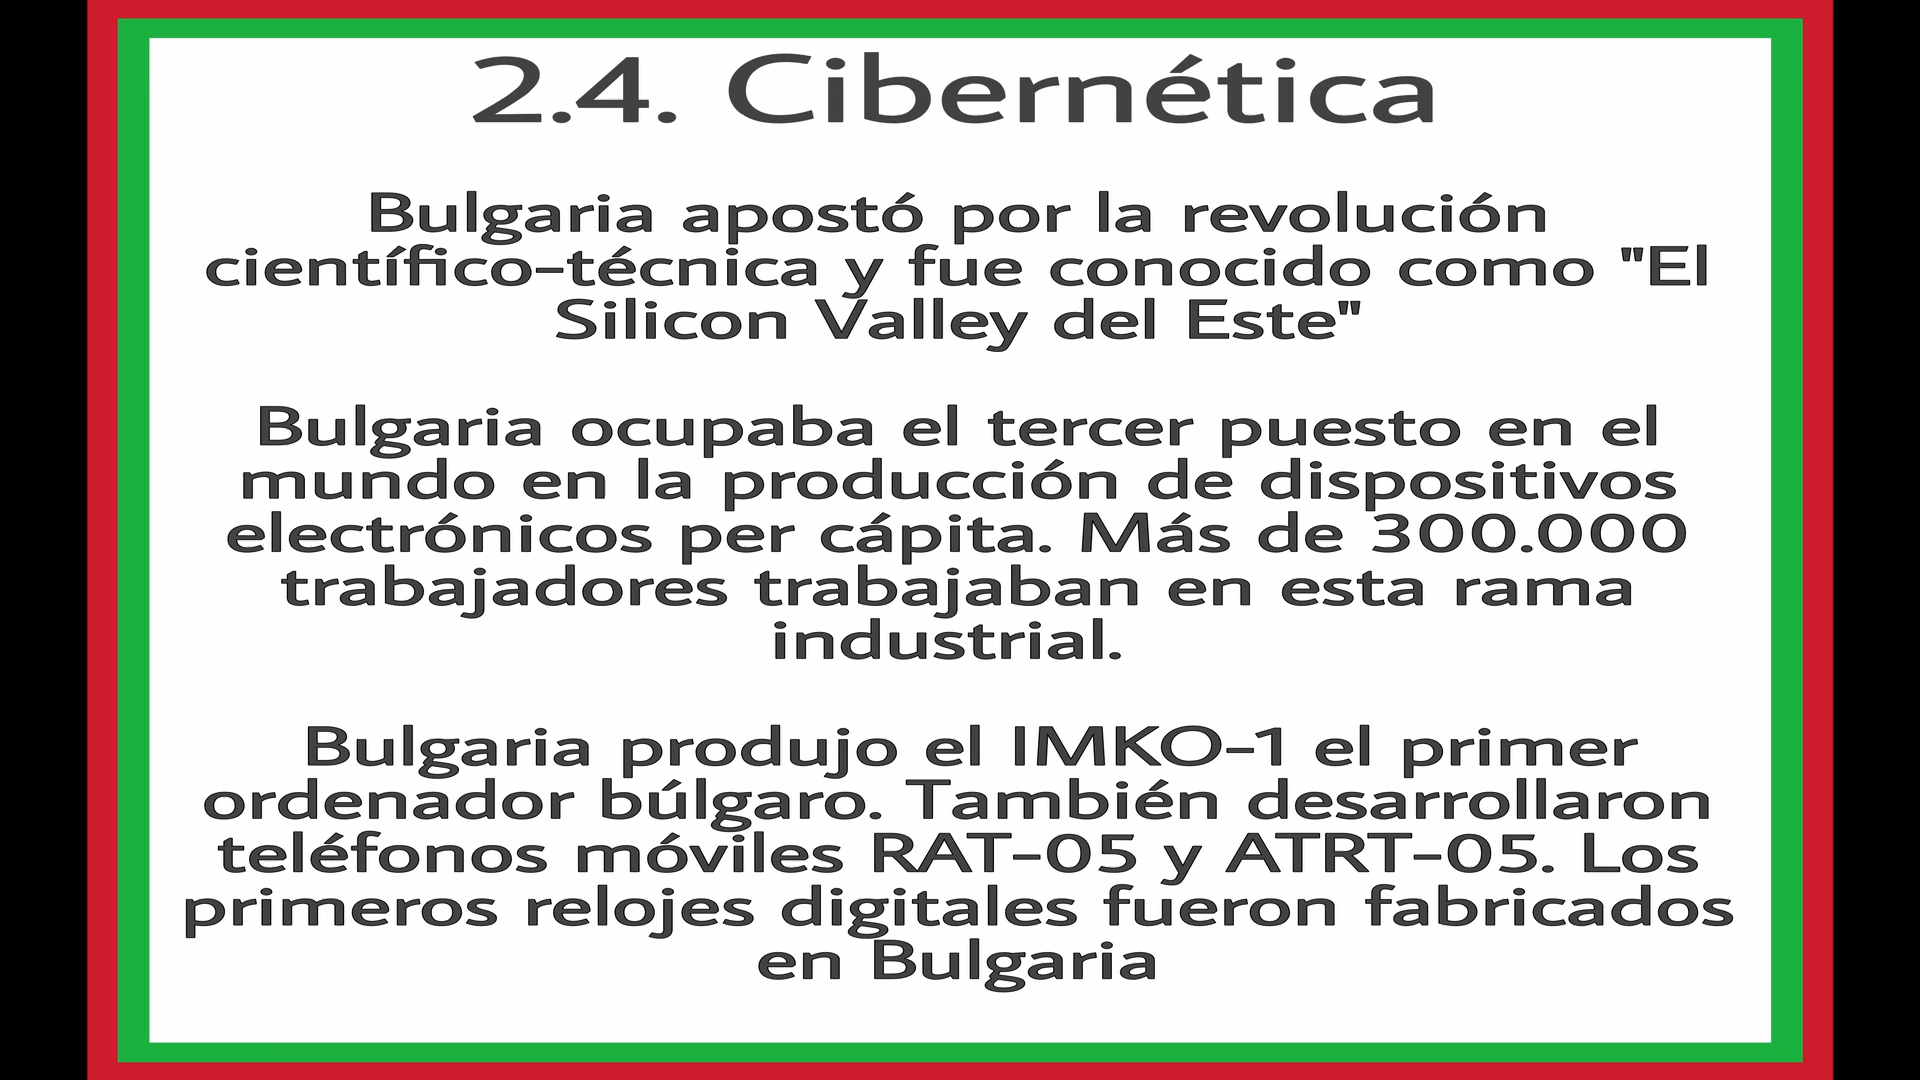 2.4. Cibernética
Bulgaria apostó por la revolución
científico-técnica y fue conocido como "El
Silicon Valley del Este"
Bulgaria ocupaba el tercer puesto en el
mundo en la producción de dispositivos
electrónicos per cápita. Más de 300.000
trabajadores trabajaban en esta rama
industrial.
Bulgaria produjo el IMKO-1 el primer
ordenador búlgaro. También desarrollaron
teléfonos móviles RAT-05 y ATRT-05. Los
primeros relojes digitales fueron fabricados
en Bulgaria